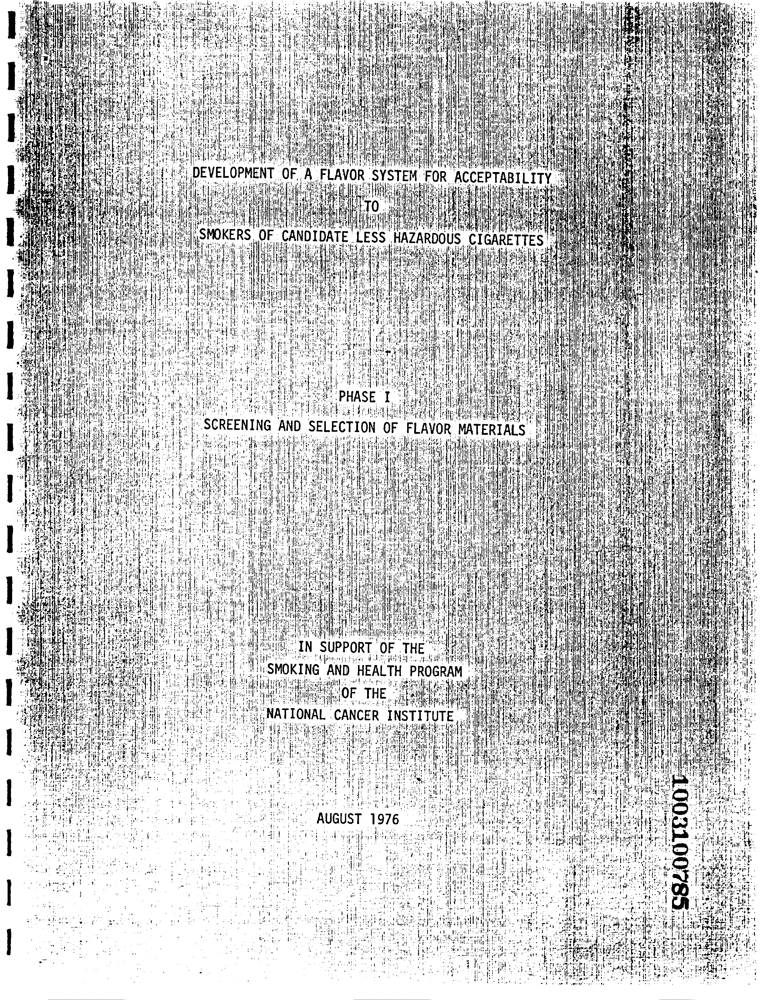 DEVELOPMENT OF A FLAVOR SYSTEM FOR ACCEPTABILITY
TO
SMOKERS OF CANDIDATE LESS HAZARDOUS CIGARETTES
PHASE I
SCREENING AND SELECTION OF FLAVOR MATERIALS
IN SUPPORT OF THE
SMOKING AND HEALTH PROGRAM
OF THE
NATIONAL CANCER INSTITUTE
AUGUST 1976
1003100785